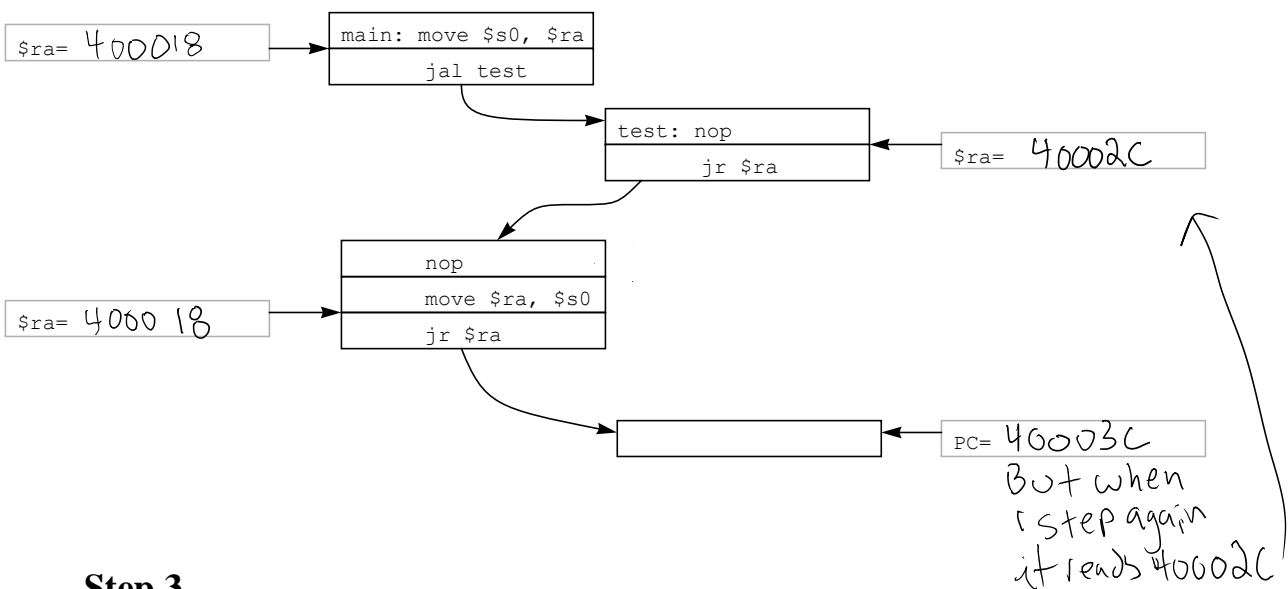 $ra= 400018
main: move $s0, $ra
jal test
test: nop
jr $ra
$ra= 40002C
nop
move $ra, $s0
jr $ra
$ra= 400018
PC= 40003C
But when
i step again
it reads 40002C
Step 3